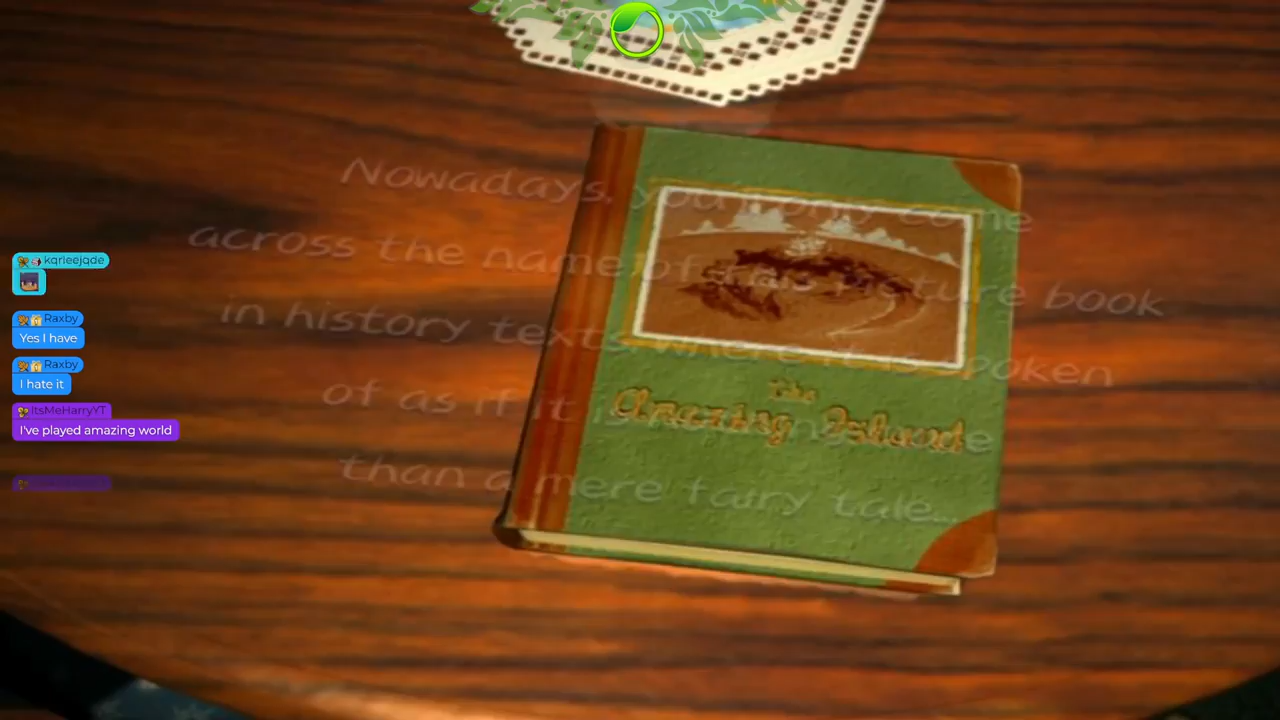 Nowadays, you only come
across the name of this picture book
in history texts where it is spoken
of as if it is nothing more
than a mere fairy tale...
The
Amazing Island
kqrleejqde
Raxby
Yes I have
Raxby
I hate it
ItsMeHarryYT
I've played amazing world